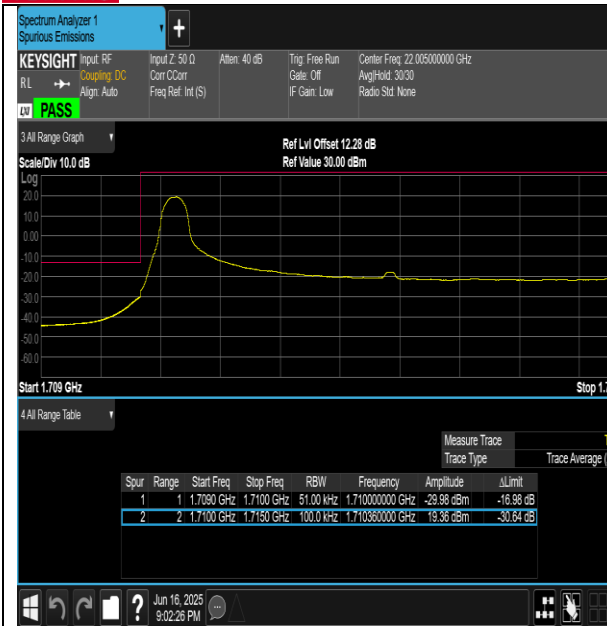 Spectrum Analyzer 1
Spurious Emissions
+
KEYSIGHT Input: RF Input Z: 50 Ω Atten: 40 dB Trig: Free Run Center Freq: 22.005000000 GHz
RL Coupling: DC Corr CCorr Gate: Off Avg|Hold: 30/30
Align: Auto Freq Ref: Int (S) IF Gain: Low Radio Std: None
LXI PASS
3 All Range Graph
Ref Lvl Offset 12.28 dB
Scale/Div 10.0 dB Ref Value 30.00 dBm
Log
20.0
10.0
0.00
-10.0
-20.0
-30.0
-40.0
-50.0
-60.0
Start 1.709 GHz Stop 1.7
4 All Range Table
Measure Trace
Trace Type Trace Average (
Spur Range Start Freq Stop Freq RBW Frequency Amplitude ΔLimit
1 1 1.7090 GHz 1.7100 GHz 51.00 kHz 1.710000000 GHz -29.98 dBm -16.98 dB
2 2 1.7100 GHz 1.7150 GHz 100.0 kHz 1.710360000 GHz 19.36 dBm -30.64 dB
? Jun 16, 2025
9:02:26 PM